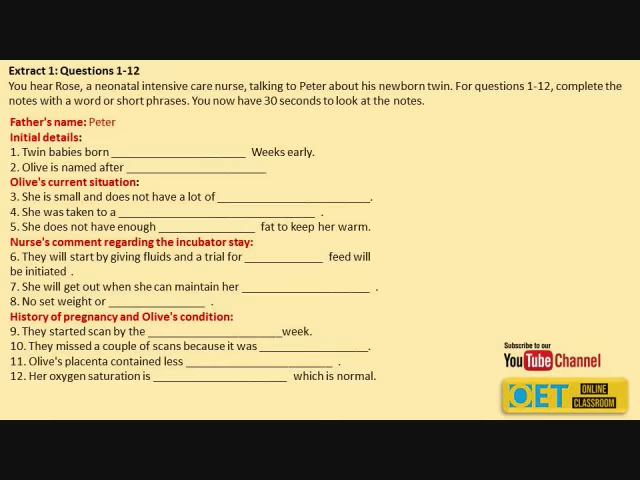 Extract 1: Questions 1-12
You hear Rose, a neonatal intensive care nurse, talking to Peter about his newborn twin. For questions 1-12, complete the
notes with a word or short phrases. You now have 30 seconds to look at the notes.
Father's name: Peter
Initial details:
1. Twin babies born ______________________ Weeks early.
2. Olive is named after ______________________
Olive's current situation:
3. She is small and does not have a lot of _________________________.
4. She was taken to a ________________________________ .
5. She does not have enough ________________ fat to keep her warm.
Nurse's comment regarding the incubator stay:
6. They will start by giving fluids and a trial for _____________ feed will
be initiated .
7. She will get out when she can maintain her _____________________ .
8. No set weight or ________________ .
History of pregnancy and Olive's condition:
9. They started scan by the ______________________week.
10. They missed a couple of scans because it was __________________.
11. Olive's placenta contained less ________________________ .
12. Her oxygen saturation is ______________________ which is normal.
Subscribe to our
YouTube Channel
OET ONLINE CLASSROOM